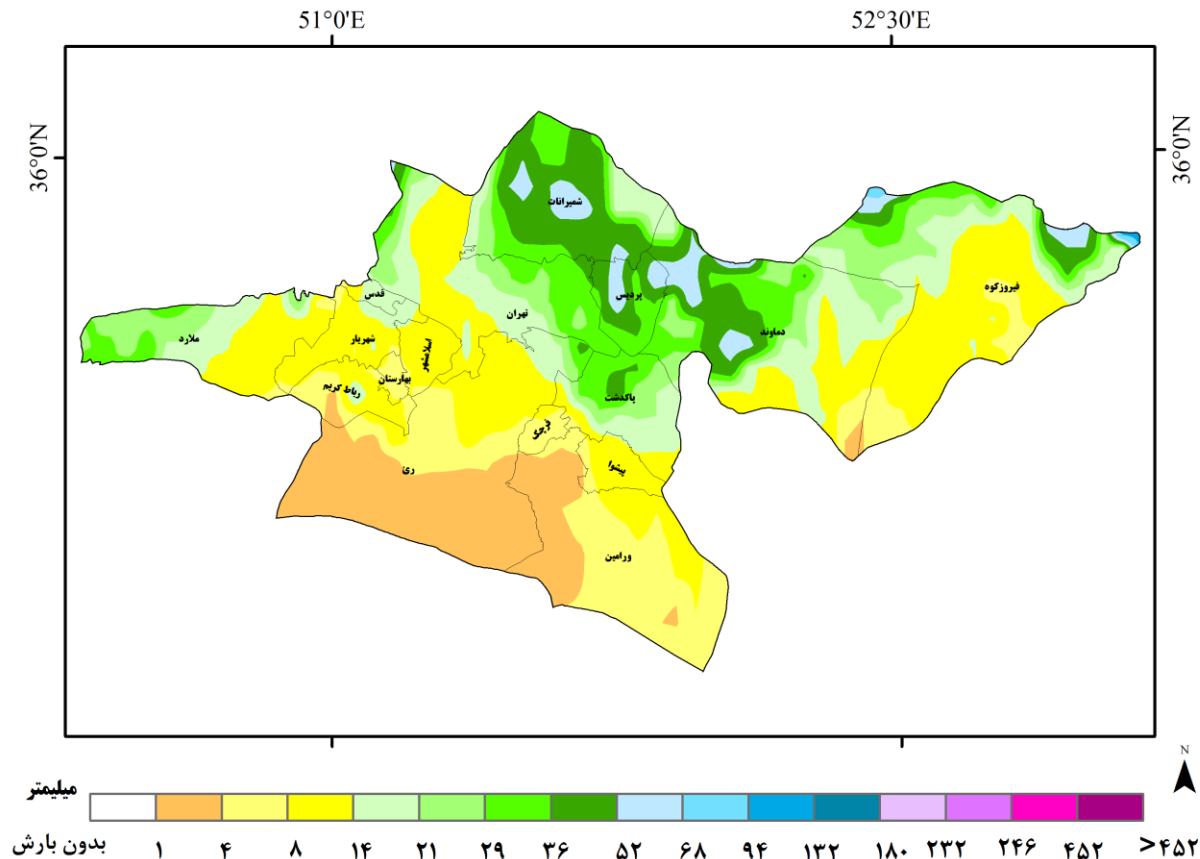 51°0'E 52°30'E
36°0'N 36°0'N
شمیرانات
فیروزکوه
قدس
پردیس
تهران
دماوند
ملارد
شهریار
اسلامشهر
بهارستان
رباط کریم
پاکدشت
قرچک
ری
پیشوا
ورامین
N
میلیمتر
بدون بارش ۱ ۴ ۸ ۱۴ ۲۱ ۲۹ ۳۶ ۵۲ ۶۸ ۹۴ ۱۳۲ ۱۸۰ ۲۳۲ ۲۴۶ ۴۵۲ >۴۵۲